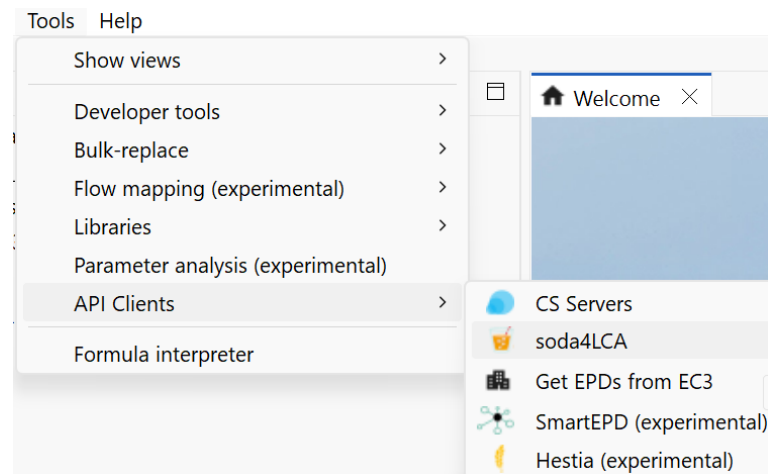 Tools Help
Show views
Welcome
Developer tools
Bulk-replace
Flow mapping (experimental)
Libraries
Parameter analysis (experimental)
API Clients
CS Servers
soda4LCA
Formula interpreter
Get EPDs from EC3
SmartEPD (experimental)
Hestia (experimental)